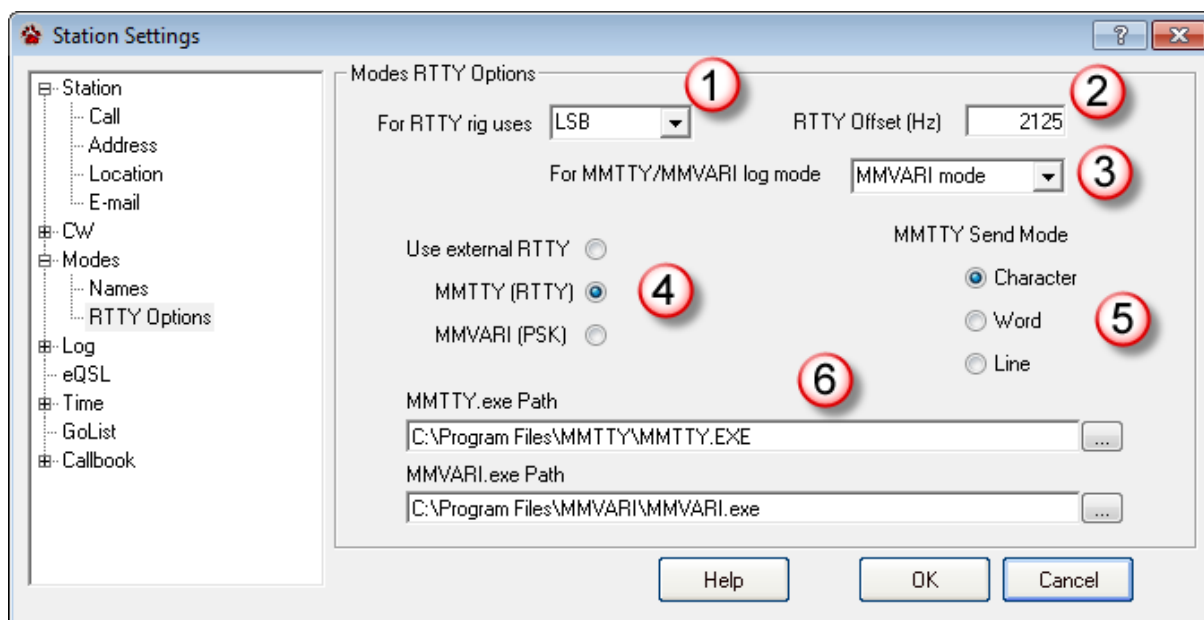 Station Settings
Station
Call
Address
Location
E-mail
CW
Modes
Names
RTTY Options
Log
eQSL
Time
GoList
Callbook
Modes RTTY Options
1
2
For RTTY rig uses LSB RTTY Offset (Hz) 2125
For MMTTY/MMVARI log mode MMVARI mode 3
Use external RTTY
MMTTY (RTTY)
MMVARI (PSK)
4
MMTTY Send Mode
Character
Word
Line
5
6
MMTTY.exe Path
C:\Program Files\MMTTY\MMTTY.EXE ...
MMVARI.exe Path
C:\Program Files\MMVARI\MMVARI.exe ...
Help OK Cancel